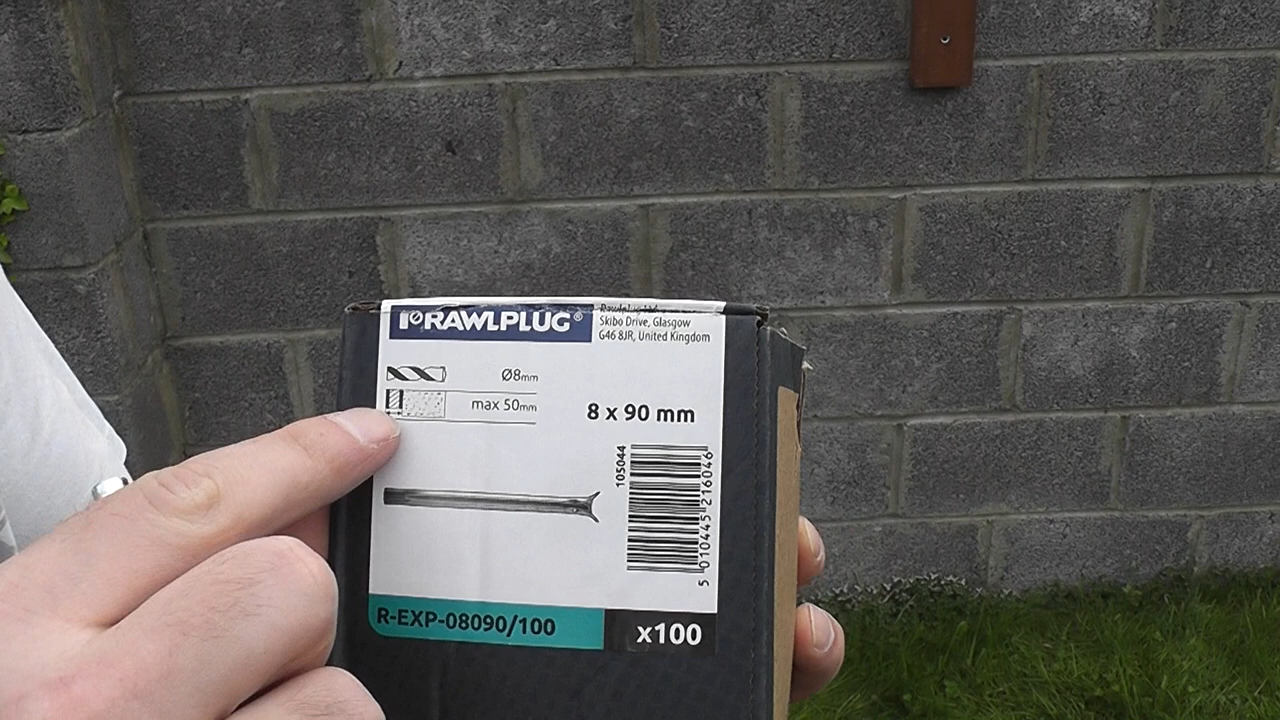 RAWLPLUG®
Rawlplug Ltd
Skibo Drive, Glasgow
G46 8JR, United Kingdom
Ø8mm
max 50mm
8 x 90 mm
105044
5 010445 216046
R-EXP-08090/100
x100